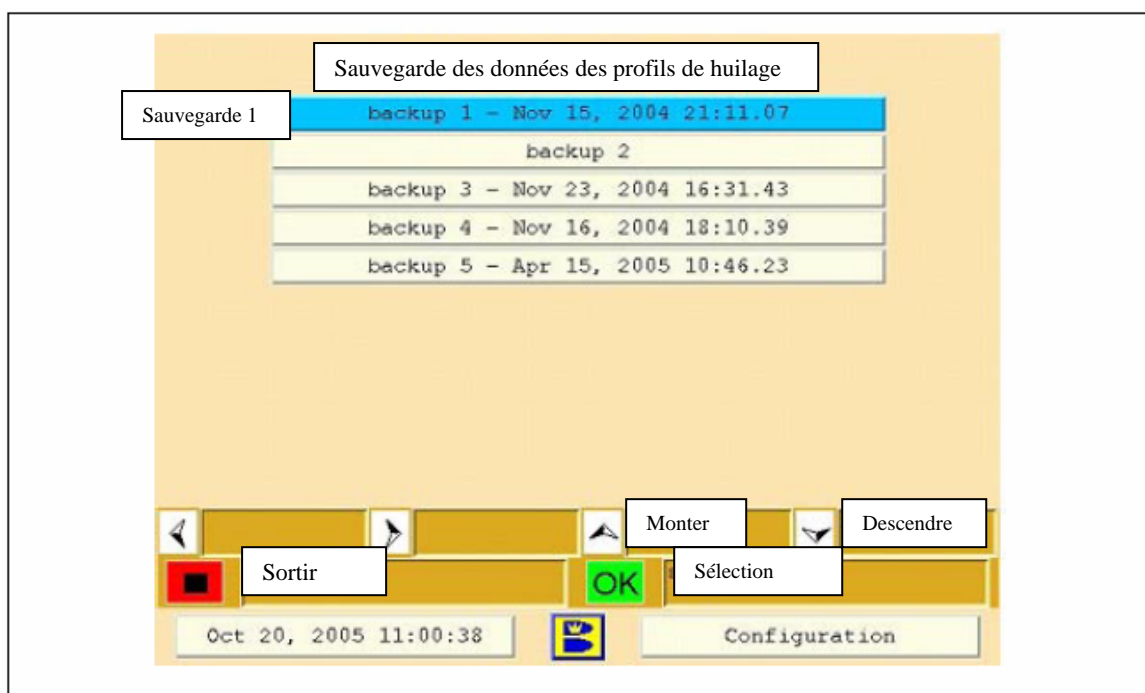 Sauvegarde des données des profils de huilage
Sauvegarde 1
backup 1 - Nov 15, 2004 21:11.07
backup 2
backup 3 - Nov 23, 2004 16:31.43
backup 4 - Nov 16, 2004 18:10.39
backup 5 - Apr 15, 2005 10:46.23
Monter
Descendre
Sortir
OK
Sélection
Oct 20, 2005 11:00:38
Configuration